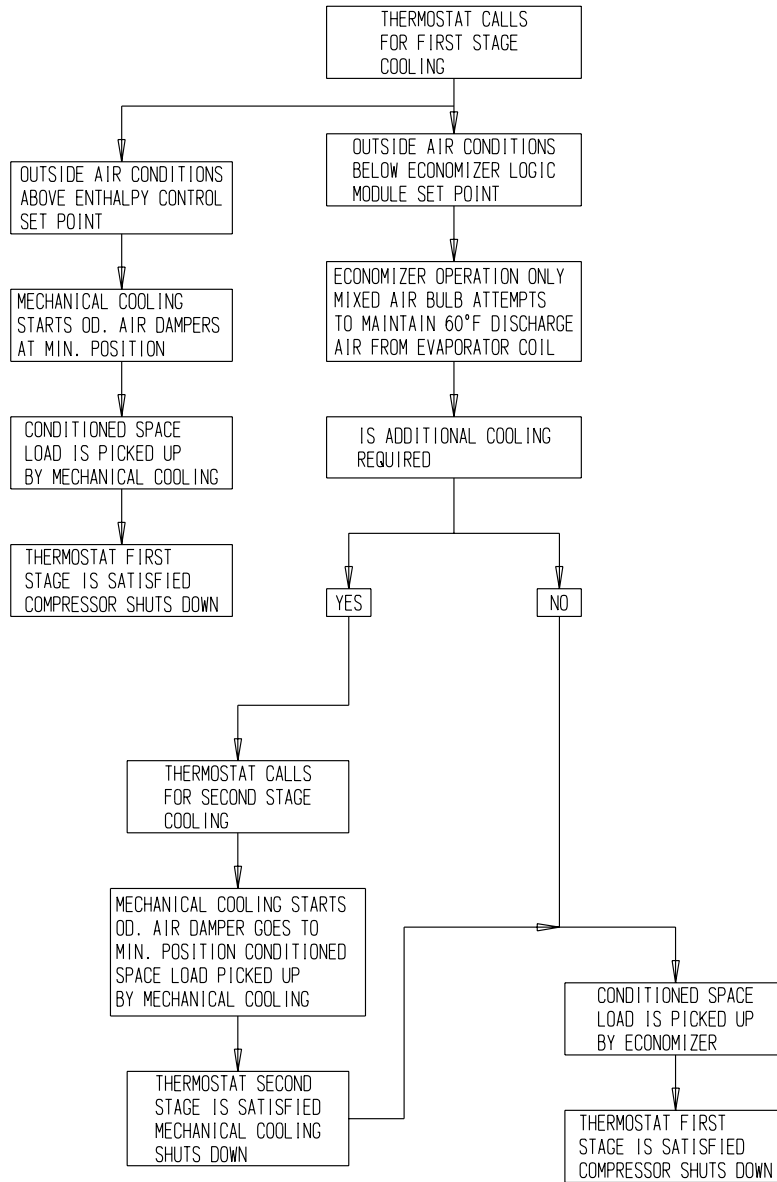 THERMOSTAT CALLS
FOR FIRST STAGE
COOLING
OUTSIDE AIR CONDITIONS
ABOVE ENTHALPY CONTROL
SET POINT
OUTSIDE AIR CONDITIONS
BELOW ECONOMIZER LOGIC
MODULE SET POINT
MECHANICAL COOLING
STARTS OD. AIR DAMPERS
AT MIN. POSITION
ECONOMIZER OPERATION ONLY
MIXED AIR BULB ATTEMPTS
TO MAINTAIN 60°F DISCHARGE
AIR FROM EVAPORATOR COIL
CONDITIONED SPACE
LOAD IS PICKED UP
BY MECHANICAL COOLING
IS ADDITIONAL COOLING
REQUIRED
THERMOSTAT FIRST
STAGE IS SATISFIED
COMPRESSOR SHUTS DOWN
YES
NO
THERMOSTAT CALLS
FOR SECOND STAGE
COOLING
MECHANICAL COOLING STARTS
OD. AIR DAMPER GOES TO
MIN. POSITION CONDITIONED
SPACE LOAD PICKED UP
BY MECHANICAL COOLING
THERMOSTAT SECOND
STAGE IS SATISFIED
MECHANICAL COOLING
SHUTS DOWN
CONDITIONED SPACE
LOAD IS PICKED UP
BY ECONOMIZER
THERMOSTAT FIRST
STAGE IS SATISFIED
COMPRESSOR SHUTS DOWN